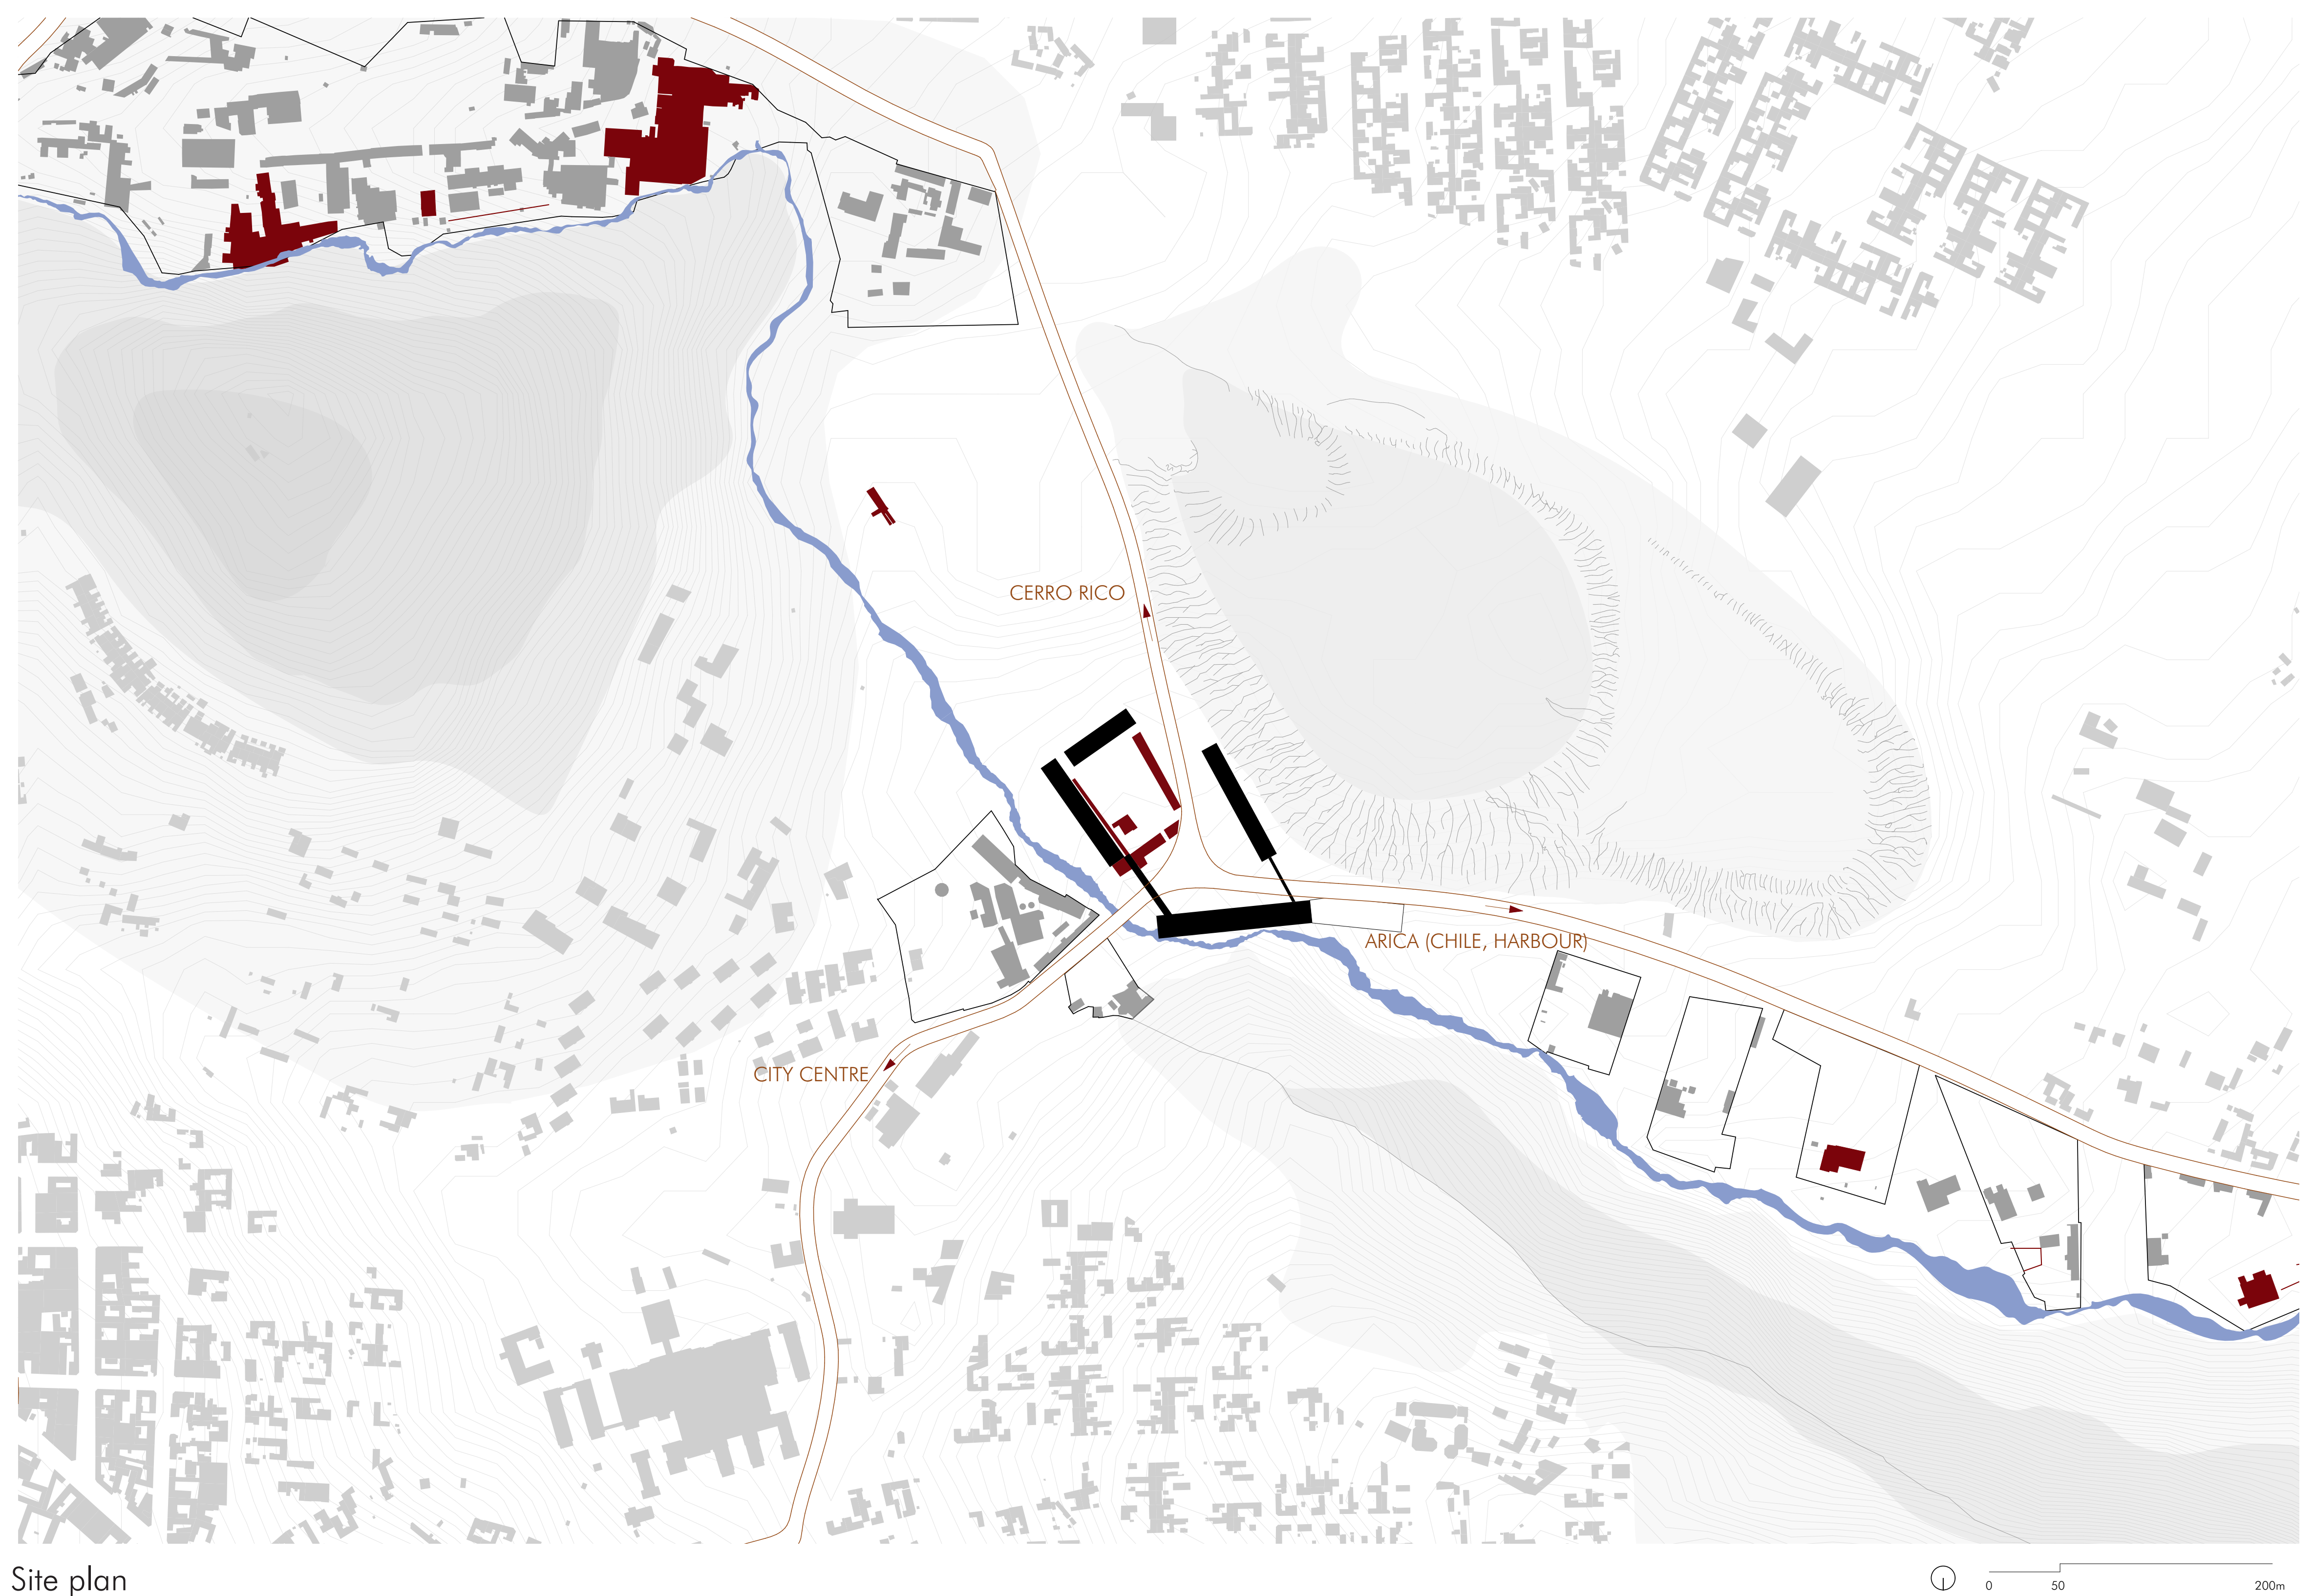 CERRO RICO
ARICA (CHILE, HARBOUR)
CITY CENTRE
Site plan
0 50 200m